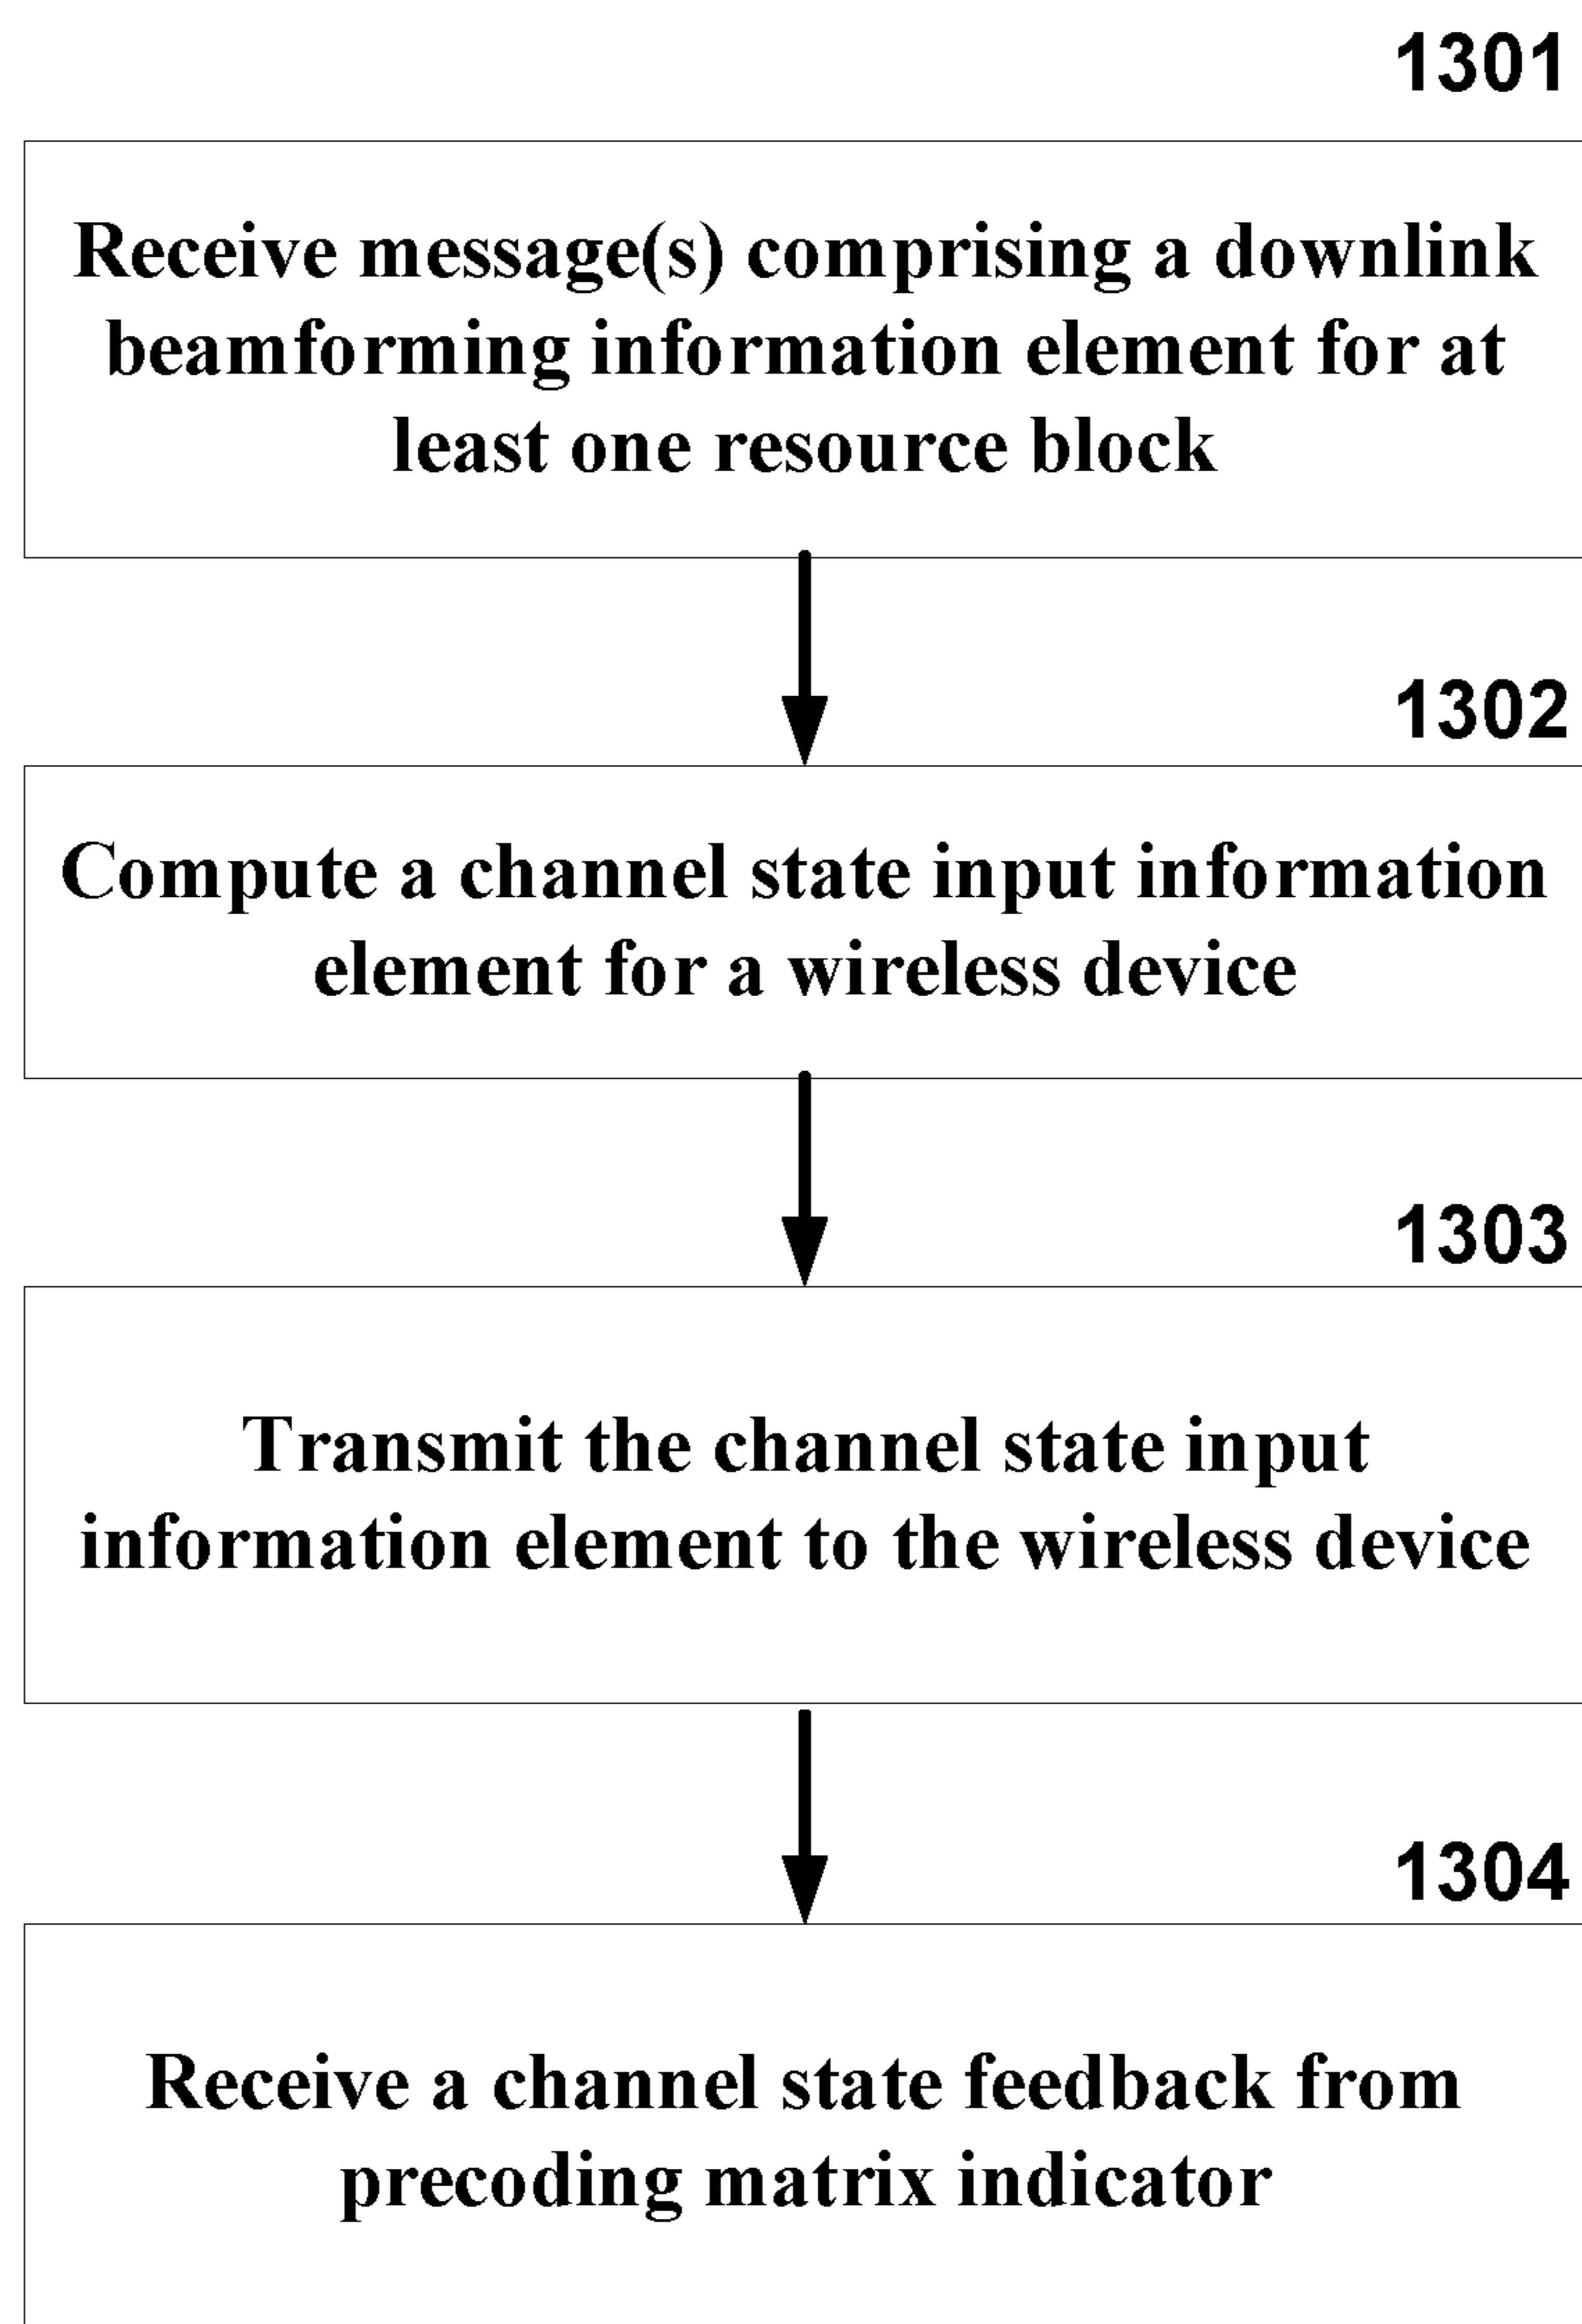 1301
Receive message(s) comprising a downlink
beamforming information element for at
least one resource block
1302
Compute a channel state input information
element for a wireless device
1303
Transmit the channel state input
information element to the wireless device
1304
Receive a channel state feedback from
precoding matrix indicator